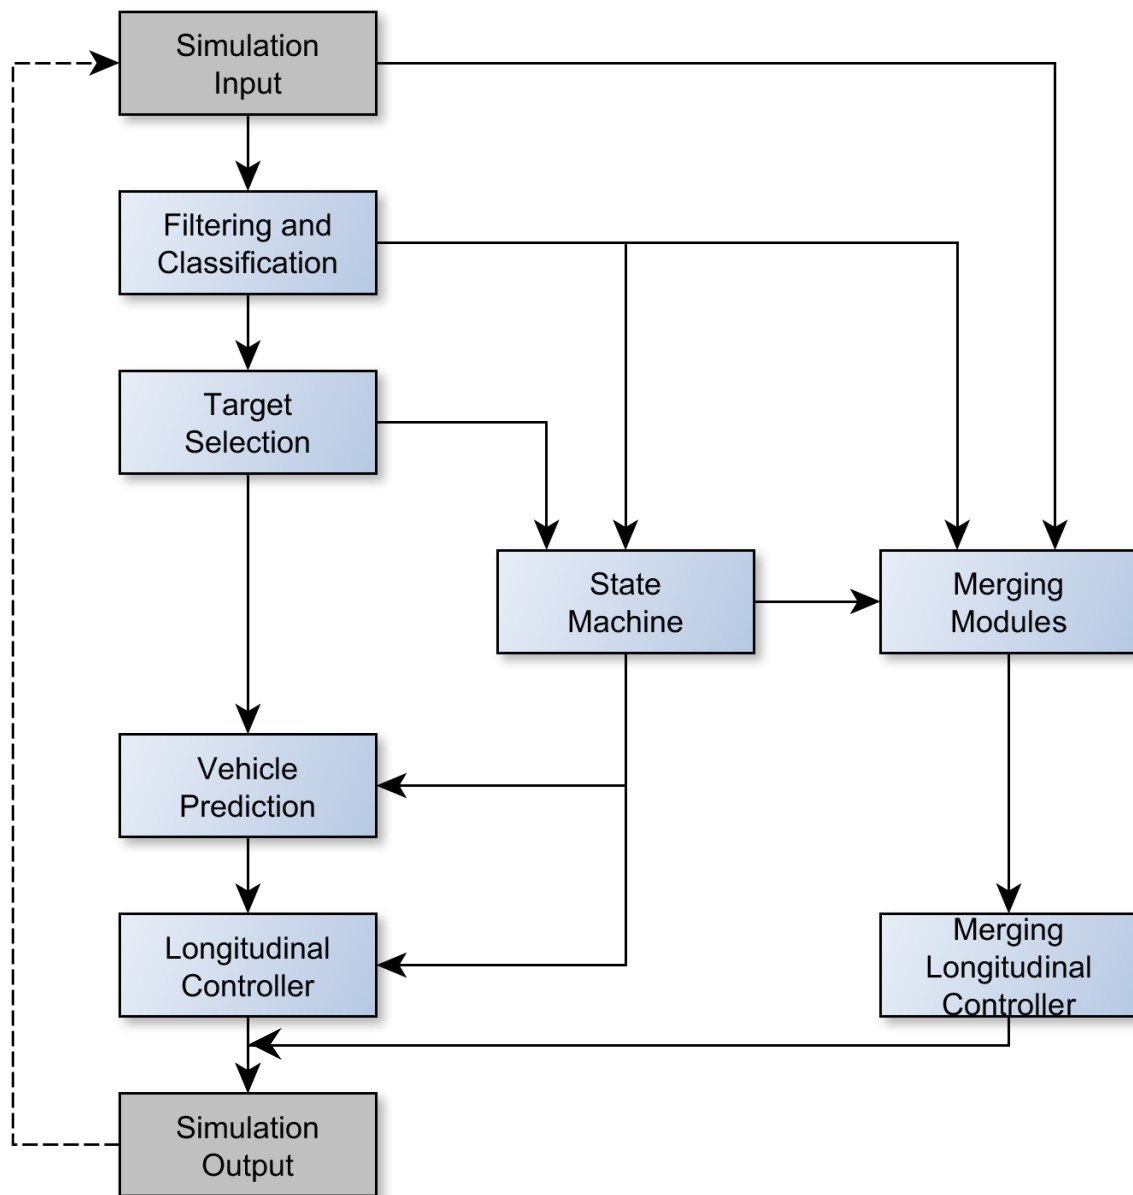 Simulation
Input
Filtering and
Classification
Target
Selection
State
Machine
Merging
Modules
Vehicle
Prediction
Longitudinal
Controller
Merging
Longitudinal
Controller
Simulation
Output